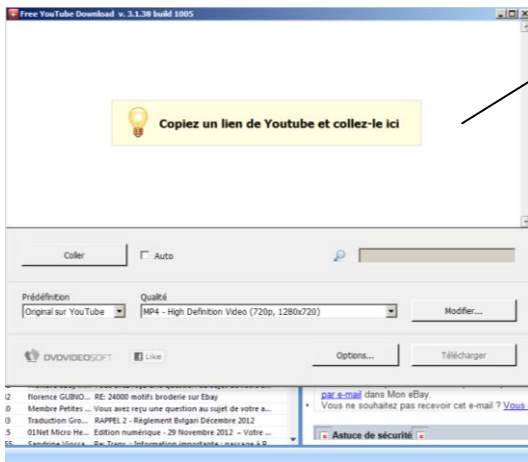 Free YouTube Download v. 3.1.38 build 1005
Copiez un lien de Youtube et collez-le ici
Coller
Auto
Prédéfinition
Qualité
Original sur YouTube
MP4 - High Definition Video (720p, 1280x720)
Modifier...
DVDVIDEOSOFT
Like
Options...
Télécharger
florence GUINO... RE: 24000 motifs broderie sur Ebay
Membre Petites ... Vous avez reçu une question au sujet de votre a...
Traduction Gro... RAPPEL 2 - Réglement Bvlgari Décembre 2012
01Net Micro He... Edition numérique - 29 Novembre 2012 – Votre ...
par e-mail dans Mon eBay.
Vous ne souhaitez pas recevoir cet e-mail ? Vous
Astuce de sécurité